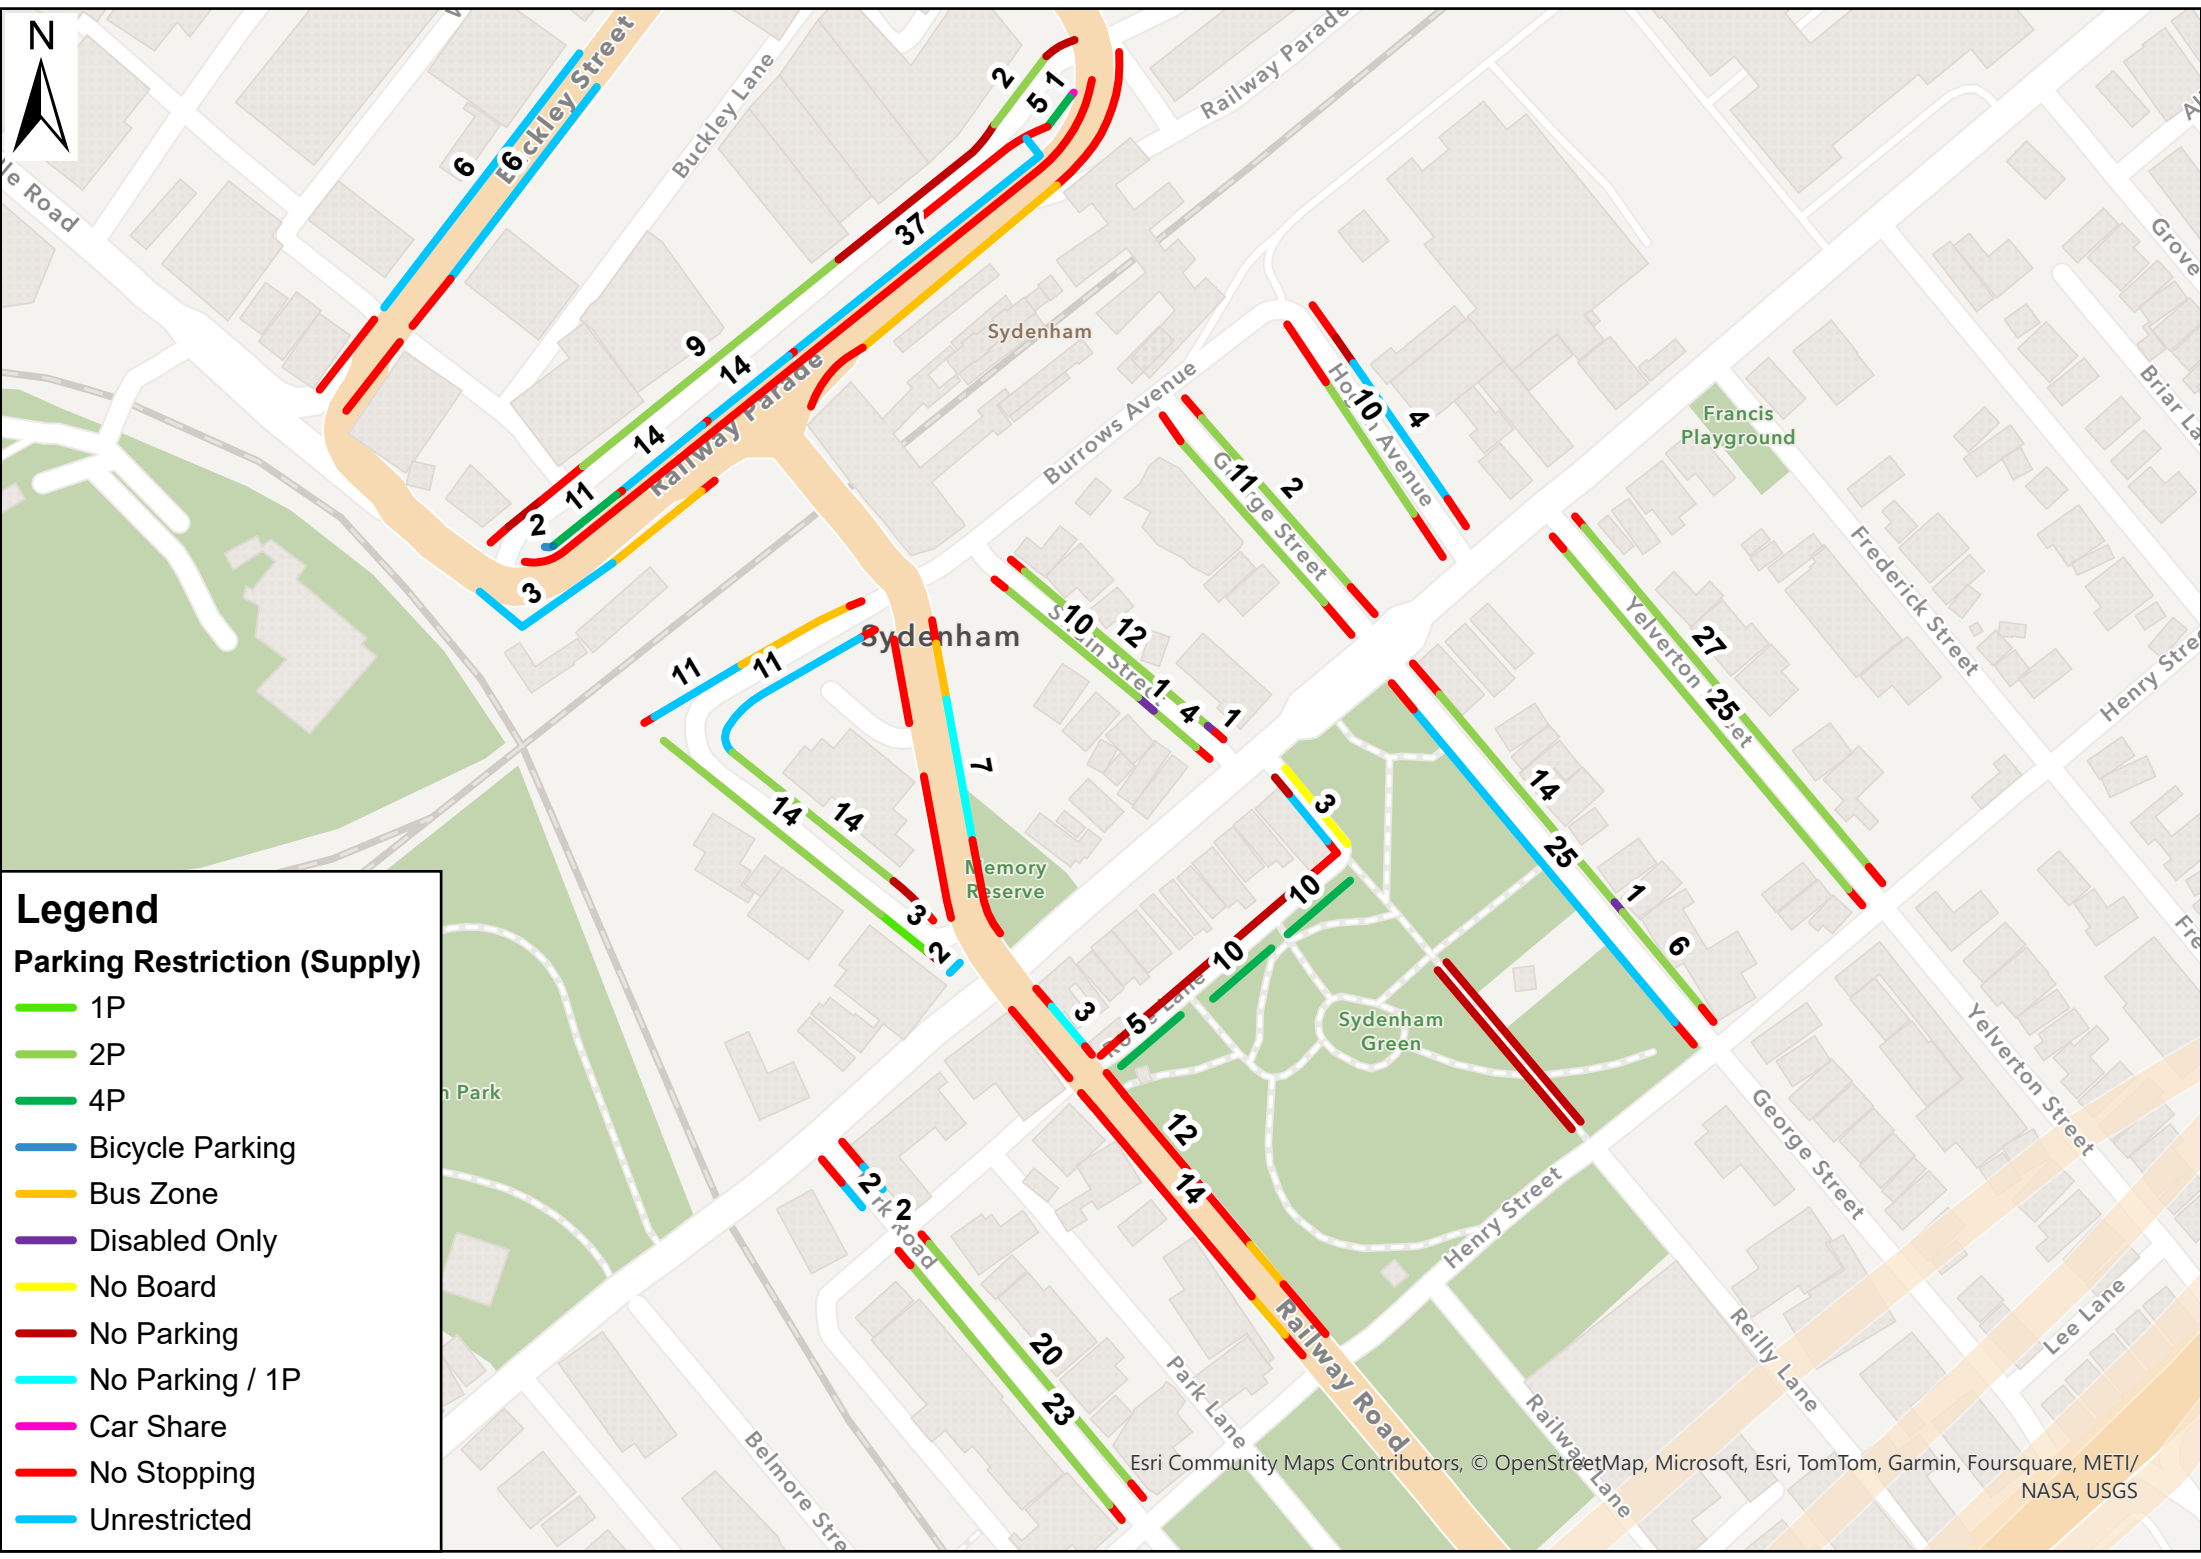 N
Buckley Lane
Railway Parade
2
1
5
6
6
37
Sydenham
9
14
Railway Parade
14
11
2
3
Burrows Avenue
10
4
Francis
Playground
11
2
George Street
Frederick Street
Grove
Sydenham
10
12
1
4
1
27
25
Yelverton
Henry Stre
11
11
7
14
14
3
2
Memory
Reserve
3
14
25
1
6
10
10
5
3
Sydenham
Green
12
14
Henry Street
George Street
Yelverton Street
Reilly Lane
Lee Lane
2
2
20
23
Park Lane
Railway Road
Belmore Stre
Legend
Parking Restriction (Supply)
1P
2P
4P
Bicycle Parking
Bus Zone
Disabled Only
No Board
No Parking
No Parking / 1P
Car Share
No Stopping
Unrestricted
Esri Community Maps Contributors, © OpenStreetMap, Microsoft, Esri, TomTom, Garmin, Foursquare, METI/
NASA, USGS